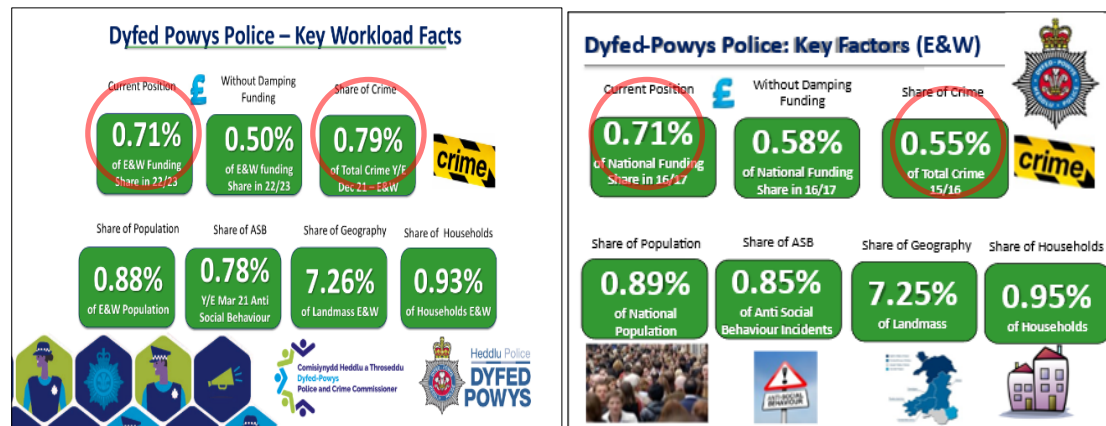 Dyfed Powys Police – Key Workload Facts
Current Position
£
Without Damping
Funding
Share of Crime
0.71%
of E&W Funding
Share in 22/23
0.50%
of E&W funding
Share in 22/23
0.79%
of Total Crime Y/E
Dec 21 – E&W
crime
Share of Population
Share of ASB
Share of Geography
Share of Households
0.88%
of E&W Population
0.78%
Y/E Mar 21 Anti
Social Behaviour
7.26%
of Landmass E&W
0.93%
of Households E&W
Comisiynydd Heddlu a Throseddu
Dyfed-Powys
Police and Crime Commissioner
Heddlu Police
DYFED
POWYS
Dyfed-Powys Police: Key Factors (E&W)
Current Position
£
Without Damping
Funding
Share of Crime
0.71%
of National Funding
Share in 16/17
0.58%
of National Funding
Share in 16/17
0.55%
of Total Crime
15/16
crime
Share of Population
Share of ASB
Share of Geography
Share of Households
0.89%
of National
Population
0.85%
of Anti Social
Behaviour Incidents
7.25%
of Landmass
0.95%
of Households
ANTI-SOCIAL
BEHAVIOUR